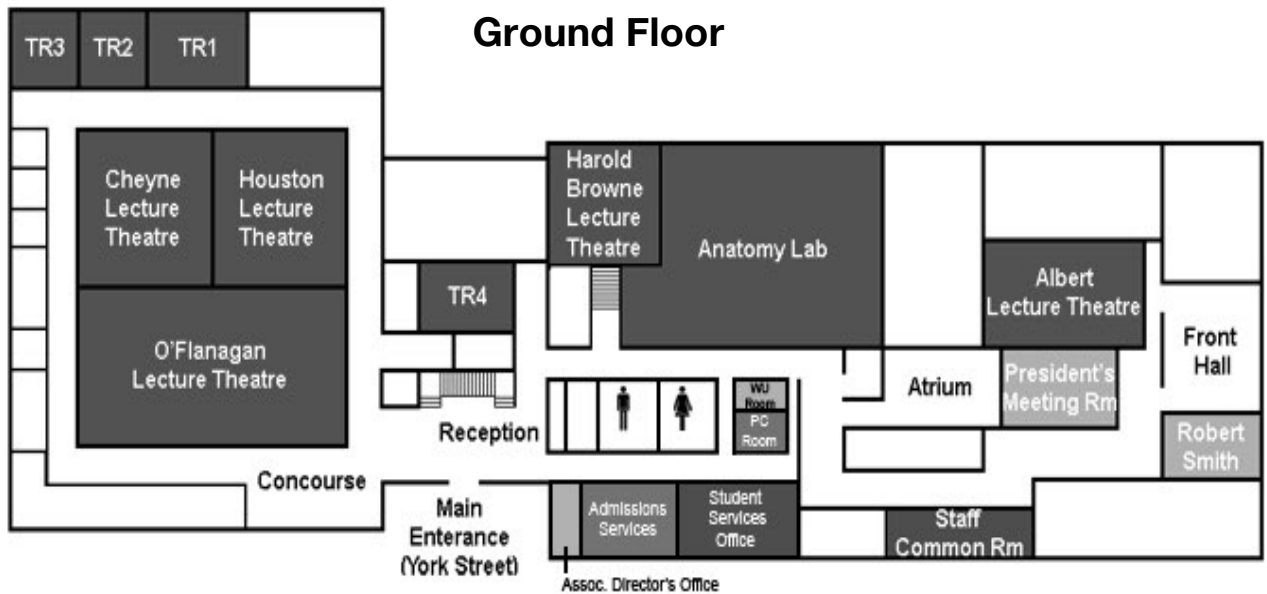 Ground Floor
TR3
TR2
TR1
Cheyne
Lecture
Theatre
Houston
Lecture
Theatre
O'Flanagan
Lecture Theatre
Harold
Browne
Lecture
Theatre
Anatomy Lab
TR4
Albert
Lecture Theatre
Front
Hall
Atrium
President's
Meeting Rm
WU
Room
PC
Room
Reception
Robert
Smith
Concourse
Main
Enterance
(York Street)
Admissions
Services
Student
Services
Office
Staff
Common Rm
Assoc. Director's Office